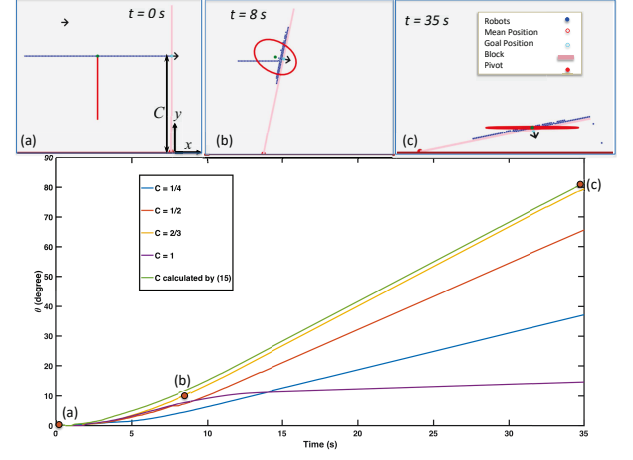 t = 0 s
t = 8 s
t = 35 s
Robots
Mean Position
Goal Position
Block
Pivot
C
y
x
(a)
(b)
(c)
90
80
70
60
50
40
30
20
10
0
θ (degree)
C = 1/4
C = 1/2
C = 2/3
C = 1
C calculated by (15)
(a)
(b)
(c)
0
5
10
15
20
25
30
35
Time (s)